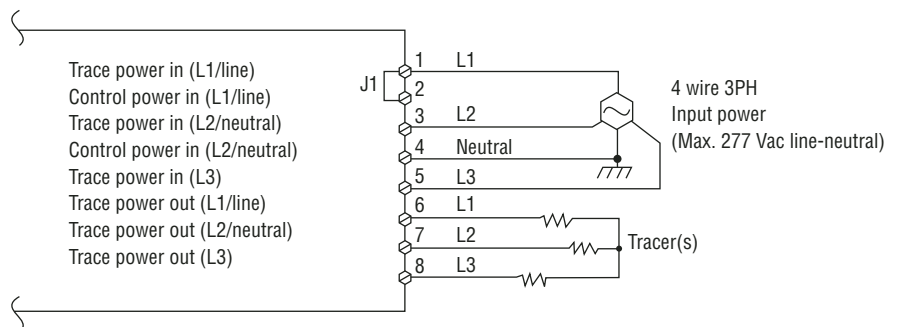 Trace power in (L1/line)
Control power in (L1/line)
Trace power in (L2/neutral)
Control power in (L2/neutral)
Trace power in (L3)
Trace power out (L1/line)
Trace power out (L2/neutral)
Trace power out (L3)
J1
1 L1
2
3 L2
4 Neutral
5 L3
6 L1
7 L2
8 L3
4 wire 3PH
Input power
(Max. 277 Vac line-neutral)
Tracer(s)